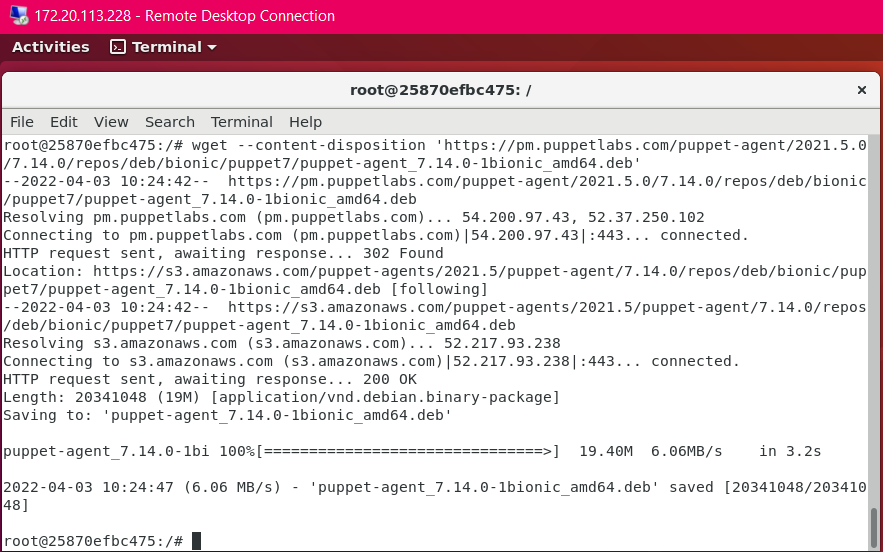 172.20.113.228 - Remote Desktop Connection
Activities Terminal
root@25870efbc475: / ×
File Edit View Search Terminal Help
root@25870efbc475:/# wget --content-disposition 'https://pm.puppetlabs.com/puppet-agent/2021.5.0
/7.14.0/repos/deb/bionic/puppet7/puppet-agent_7.14.0-1bionic_amd64.deb'
--2022-04-03 10:24:42--  https://pm.puppetlabs.com/puppet-agent/2021.5.0/7.14.0/repos/deb/bionic
/puppet7/puppet-agent_7.14.0-1bionic_amd64.deb
Resolving pm.puppetlabs.com (pm.puppetlabs.com)... 54.200.97.43, 52.37.250.102
Connecting to pm.puppetlabs.com (pm.puppetlabs.com)|54.200.97.43|:443... connected.
HTTP request sent, awaiting response... 302 Found
Location: https://s3.amazonaws.com/puppet-agents/2021.5/puppet-agent/7.14.0/repos/deb/bionic/pup
pet7/puppet-agent_7.14.0-1bionic_amd64.deb [following]
--2022-04-03 10:24:42--  https://s3.amazonaws.com/puppet-agents/2021.5/puppet-agent/7.14.0/repos
/deb/bionic/puppet7/puppet-agent_7.14.0-1bionic_amd64.deb
Resolving s3.amazonaws.com (s3.amazonaws.com)... 52.217.93.238
Connecting to s3.amazonaws.com (s3.amazonaws.com)|52.217.93.238|:443... connected.
HTTP request sent, awaiting response... 200 OK
Length: 20341048 (19M) [application/vnd.debian.binary-package]
Saving to: 'puppet-agent_7.14.0-1bionic_amd64.deb'
puppet-agent_7.14.0-1bi 100%[===============================>]  19.40M  6.06MB/s    in 3.2s
2022-04-03 10:24:47 (6.06 MB/s) - 'puppet-agent_7.14.0-1bionic_amd64.deb' saved [20341048/203410
48]
root@25870efbc475:/#